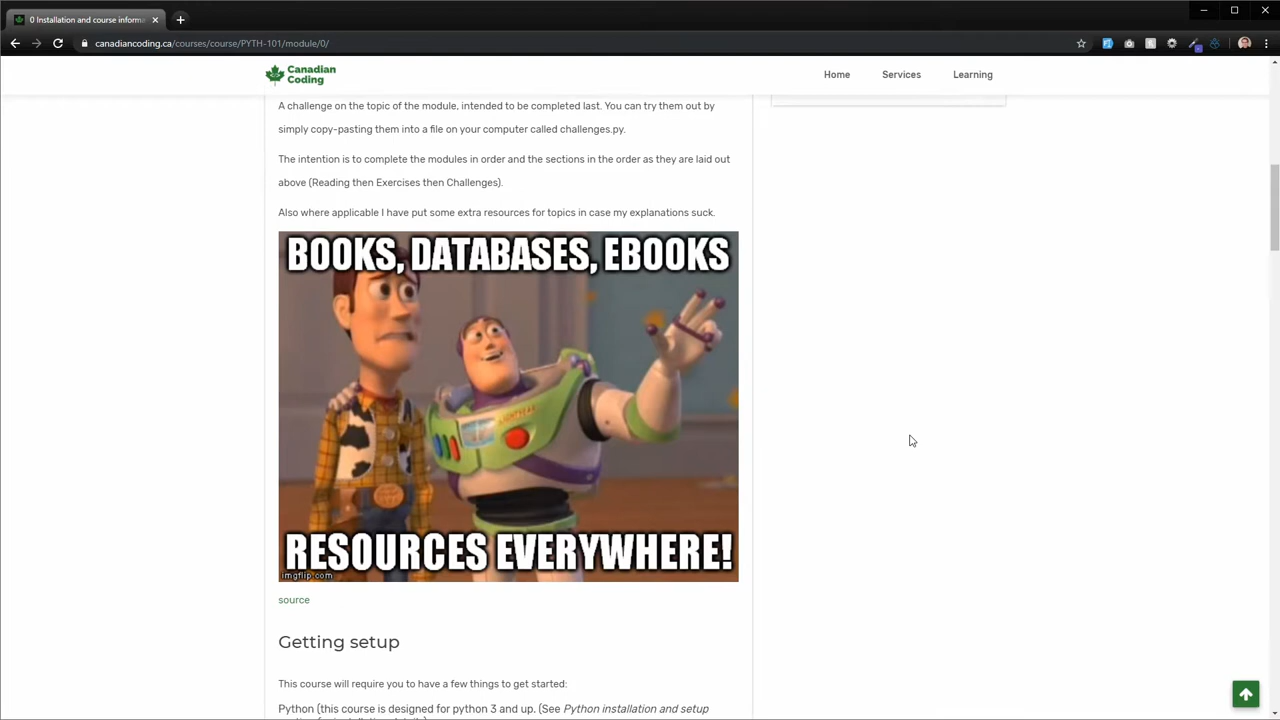 0 Installation and course inform
canadiancoding.ca/courses/course/PYTH-101/module/0/
Canadian
Coding
Home
Services
Learning
A challenge on the topic of the module, intended to be completed last. You can try them out by
simply copy-pasting them into a file on your computer called challenges.py.
The intention is to complete the modules in order and the sections in the order as they are laid out
above (Reading then Exercises then Challenges).
Also where applicable I have put some extra resources for topics in case my explanations suck.
BOOKS, DATABASES, EBOOKS
LIGHTYEAR
RESOURCES EVERYWHERE!
imgflip.com
source
Getting setup
This course will require you to have a few things to get started:
Python (this course is designed for python 3 and up. (See Python installation and setup